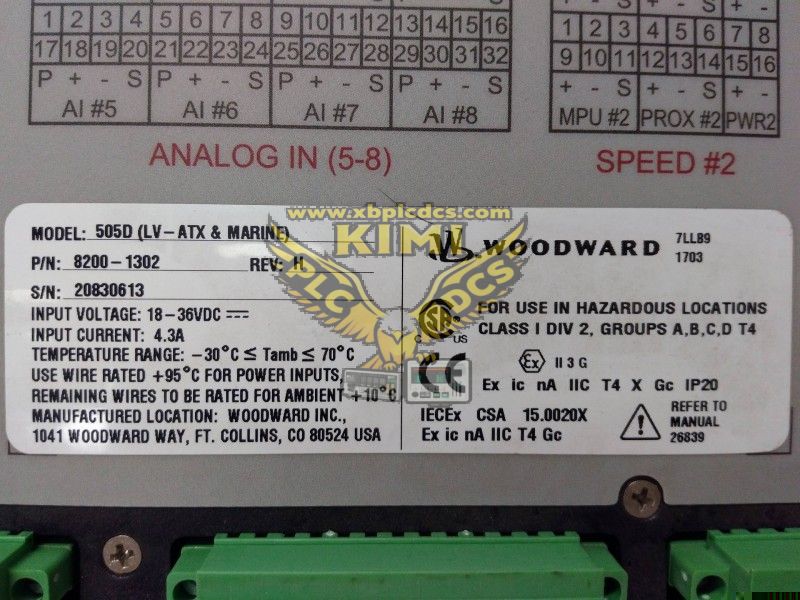 1 2 3 4 5 6 7 8 9 10 11 12 13 14 15 16
17 18 19 20 21 22 23 24 25 26 27 28 29 30 31 32
P + - S P + - S P + - S P + - S
AI #5 AI #6 AI #7 AI #8
ANALOG IN (5-8)
1 2 3 4 5 6 7 8
9 10 11 12 13 14 15 16
+ - S + - S + -
MPU #2 PROX #2 PWR2
SPEED #2
www.xbplcdcs.com
KIMI
PLC DCS
MODEL: 505D (LV-ATX & MARINE)
P/N: 8200-1302 REV: H
S/N: 20830613
INPUT VOLTAGE: 18-36VDC
INPUT CURRENT: 4.3A
TEMPERATURE RANGE: -30°C ≤ Tamb ≤ 70°C
USE WIRE RATED +95°C FOR POWER INPUTS,
REMAINING WIRES TO BE RATED FOR AMBIENT +10°C
MANUFACTURED LOCATION: WOODWARD INC.,
1041 WOODWARD WAY, FT. COLLINS, CO 80524 USA
WOODWARD
7LLB9
1703
FOR USE IN HAZARDOUS LOCATIONS
CLASS I DIV 2, GROUPS A,B,C,D T4
C US
CE
Ex II 3 G
Ex ic nA IIC T4 X Gc IP20
IECEx CSA 15.0020X
Ex ic nA IIC T4 Gc
REFER TO
MANUAL
26839